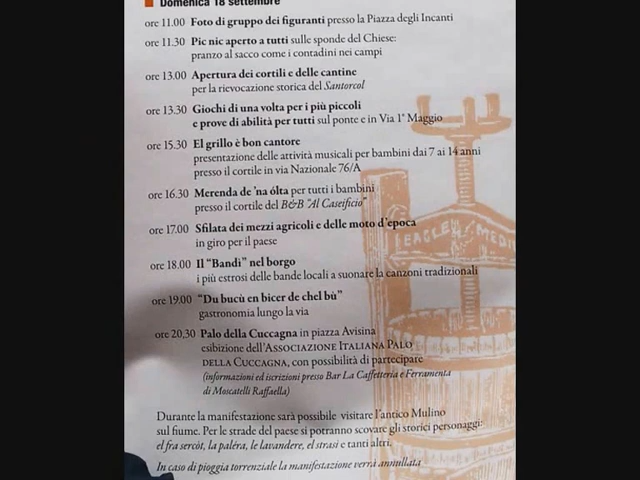 Domenica 18 settembre
ore 11.00 Foto di gruppo dei figuranti presso la Piazza degli Incanti
ore 11.30 Pic nic aperto a tutti sulle sponde del Chiese:
pranzo al sacco come i contadini nei campi
ore 13.00 Apertura dei cortili e delle cantine
per la rievocazione storica del Santorcol
ore 13.30 Giochi di una volta per i più piccoli
e prove di abilità per tutti sul ponte e in Via 1° Maggio
ore 15.30 El grillo è bon cantore
presentazione delle attività musicali per bambini dai 7 ai 14 anni
presso il cortile in via Nazionale 76/A
ore 16.30 Merenda de 'na ólta per tutti i bambini
presso il cortile del B&B "Al Caseificio"
ore 17.00 Sfilata dei mezzi agricoli e delle moto d'epoca
in giro per il paese
ore 18.00 Il "Bandì" nel borgo
i più estrosi delle bande locali a suonare la canzoni tradizionali
ore 19.00 "Du bucù en bicer de chel bù"
gastronomia lungo la via
ore 20,30 Palo della Cuccagna in piazza Avisina
esibizione dell'Associazione Italiana Palo
della Cuccagna, con possibilità di partecipare
(informazioni ed iscrizioni presso Bar La Caffetteria e Ferramenta
di Moscatelli Raffaella)
Durante la manifestazione sarà possibile visitare l'antico Mulino
sul fiume. Per le strade del paese si potranno scovare gli storici personaggi:
el fra sercòt, la paléra, le lavandere, el strasì e tanti altri.
In caso di pioggia torrenziale la manifestazione verrà annullata
EAGLE MEDI